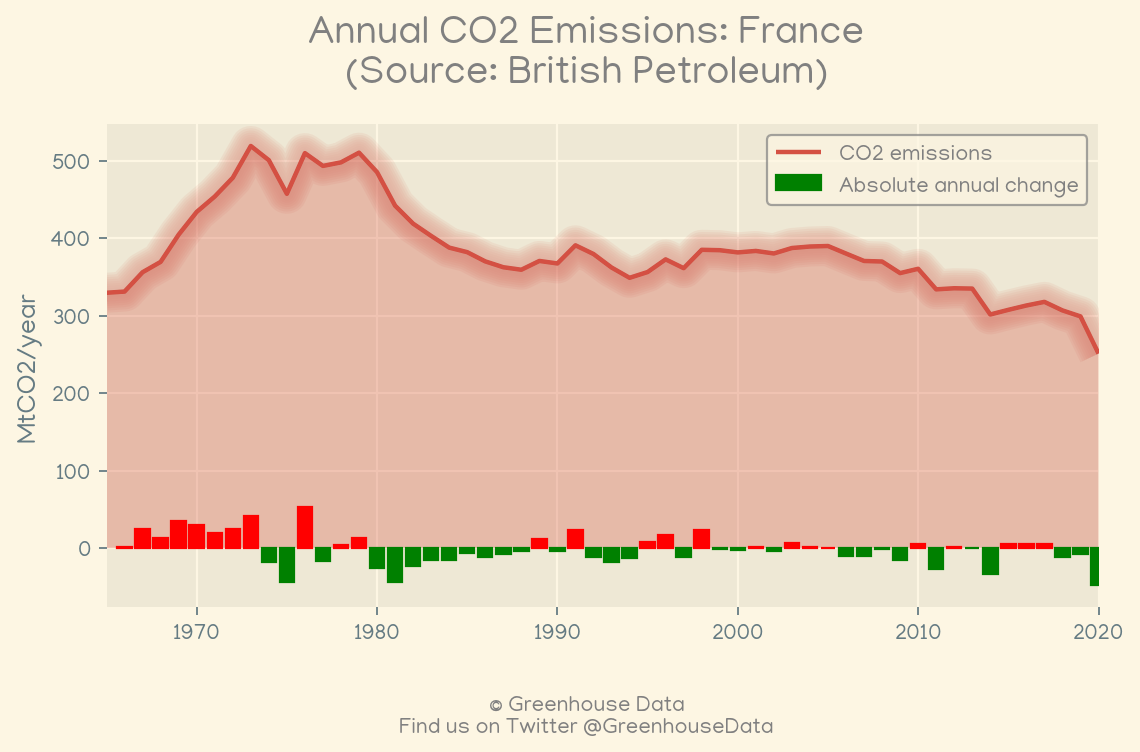 Annual CO2 Emissions: France
(Source: British Petroleum)
CO2 emissions
Absolute annual change
MtCO2/year
500
400
300
200
100
0
1970 1980 1990 2000 2010 2020
© Greenhouse Data
Find us on Twitter @GreenhouseData